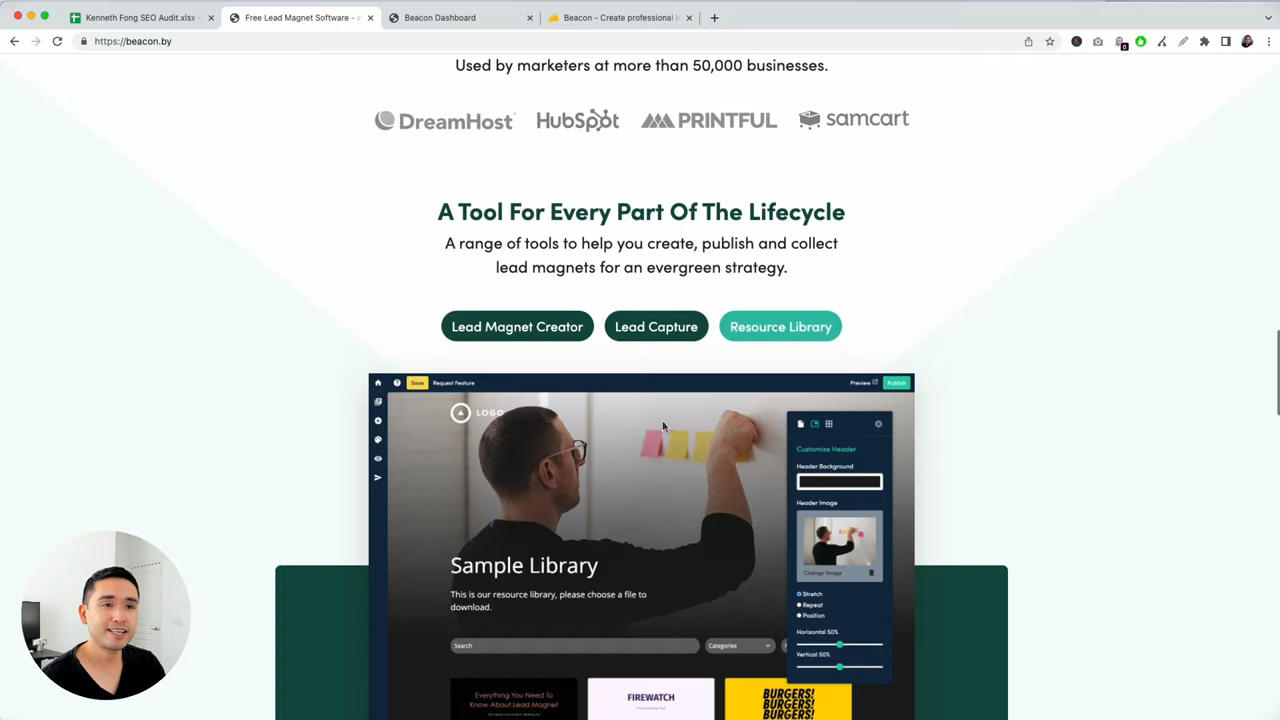 Kenneth Fong SEO Audit.xlsx
Free Lead Magnet Software - e
Beacon Dashboard
Beacon - Create professional l
https://beacon.by
0
Used by marketers at more than 50,000 businesses.
DreamHost
HubSpot
PRINTFUL
samcart
A Tool For Every Part Of The Lifecycle
A range of tools to help you create, publish and collect
lead magnets for an evergreen strategy.
Lead Magnet Creator
Lead Capture
Resource Library
Save
Request Feature
Preview
Publish
LOGO
Customize Header
Header Background
Header Image
Change Image
Stretch
Repeat
Position
Horizontal 50%
Vertical 50%
Sample Library
This is our resource library, please choose a file to
download.
Search
Categories
Everything You Need To
Know About Lead Magnet
FIREWATCH
BURGERS!
BURGERS!
BURGERS!